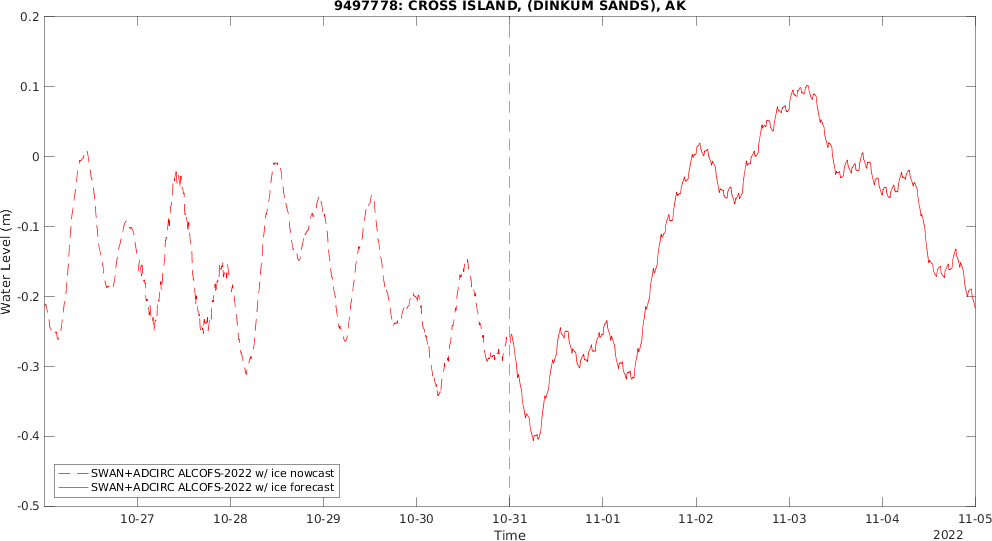 9497778: CROSS ISLAND, (DINKUM SANDS), AK
0.2
0.1
0
-0.1
-0.2
-0.3
-0.4
-0.5
Water Level (m)
SWAN+ADCIRC ALCOFS-2022 w/ ice nowcast
SWAN+ADCIRC ALCOFS-2022 w/ ice forecast
10-27 10-28 10-29 10-30 10-31 11-01 11-02 11-03 11-04 11-05
Time
2022